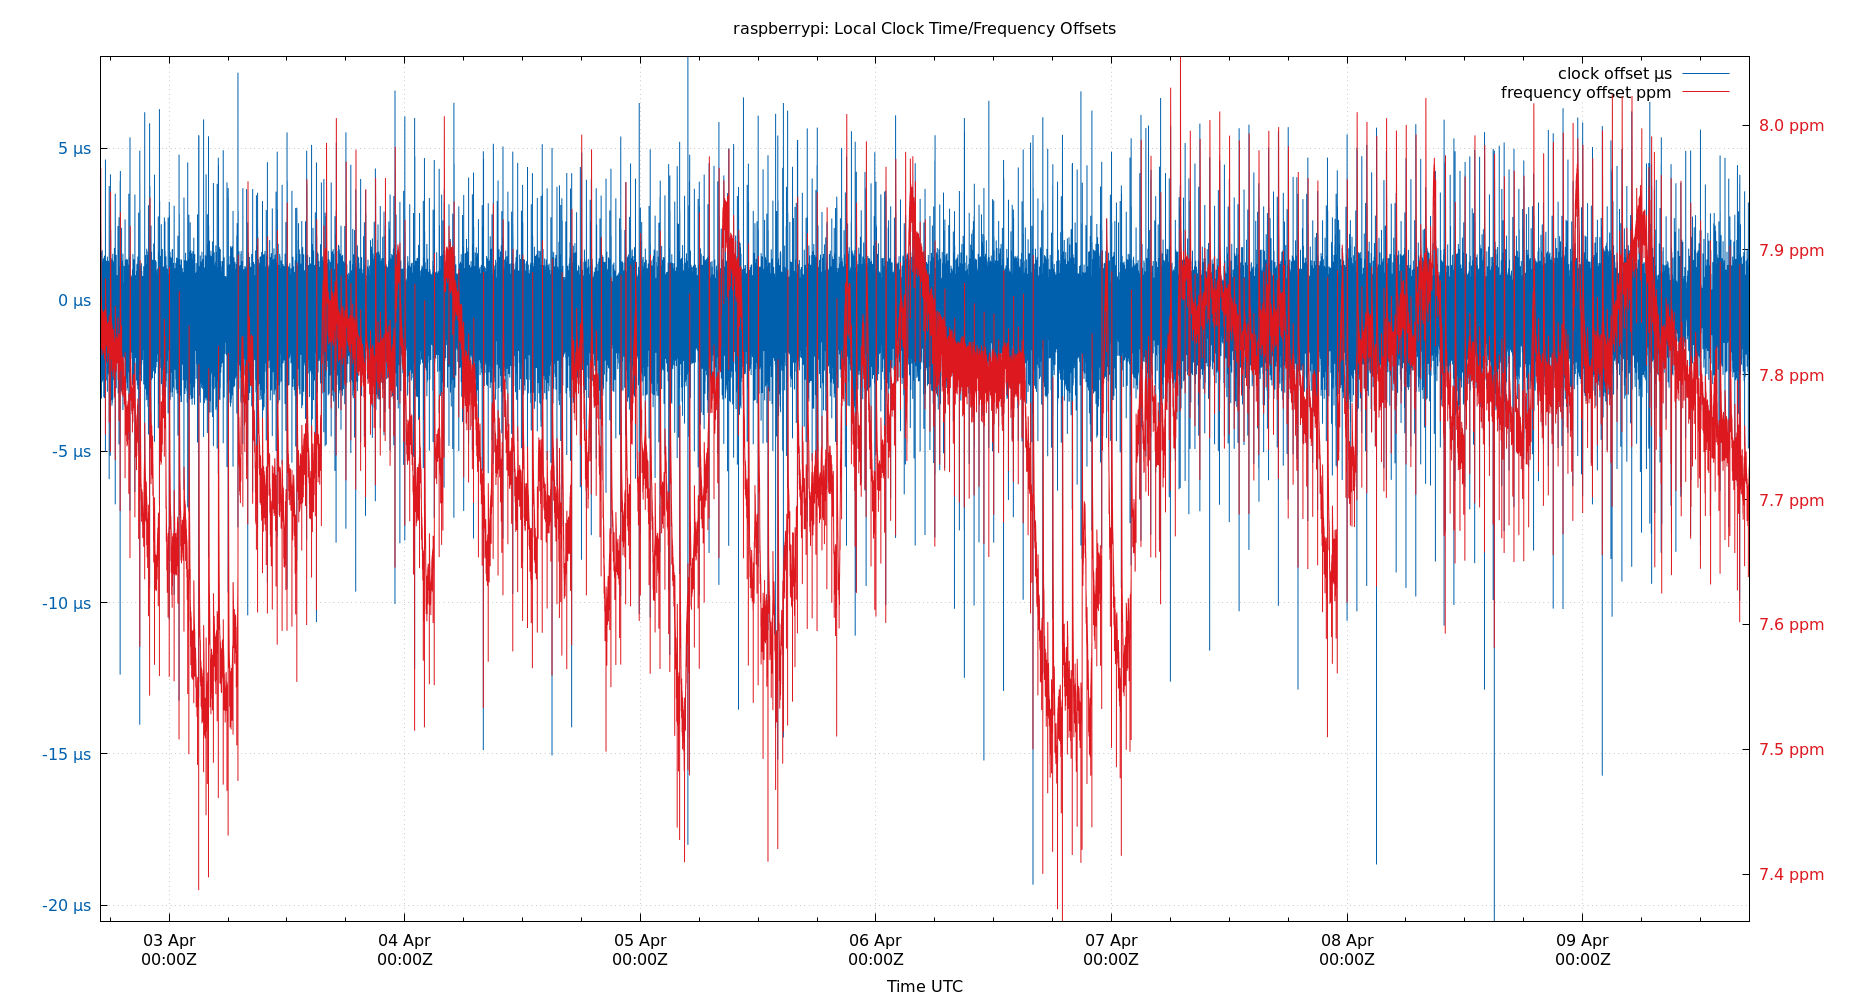 raspberrypi: Local Clock Time/Frequency Offsets
clock offset μs
frequency offset ppm
5 μs
0 μs
-5 μs
-10 μs
-15 μs
-20 μs
8.0 ppm
7.9 ppm
7.8 ppm
7.7 ppm
7.6 ppm
7.5 ppm
7.4 ppm
03 Apr
00:00Z
04 Apr
00:00Z
05 Apr
00:00Z
06 Apr
00:00Z
07 Apr
00:00Z
08 Apr
00:00Z
09 Apr
00:00Z
Time UTC